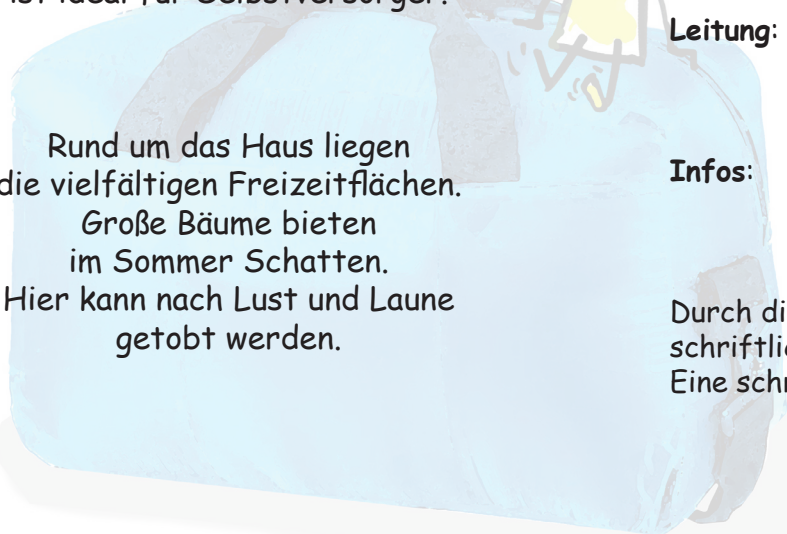 ist ideal für Selbstversorger.
Rund um das Haus liegen
die vielfältigen Freizeitflächen.
Große Bäume bieten
im Sommer Schatten.
Hier kann nach Lust und Laune
getobt werden.
Leitung:
Infos:
Durch di
schriftli
Eine schr